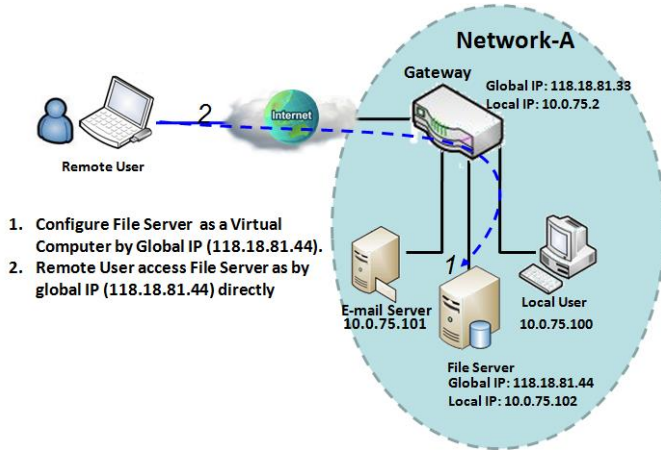 Network-A
Gateway
Global IP: 118.18.81.33
Local IP: 10.0.75.2
2
Internet
Remote User
1. Configure File Server as a Virtual
Computer by Global IP (118.18.81.44).
2. Remote User access File Server as by
global IP (118.18.81.44) directly
1
E-mail Server
10.0.75.101
Local User
10.0.75.100
File Server
Global IP: 118.18.81.44
Local IP: 10.0.75.102